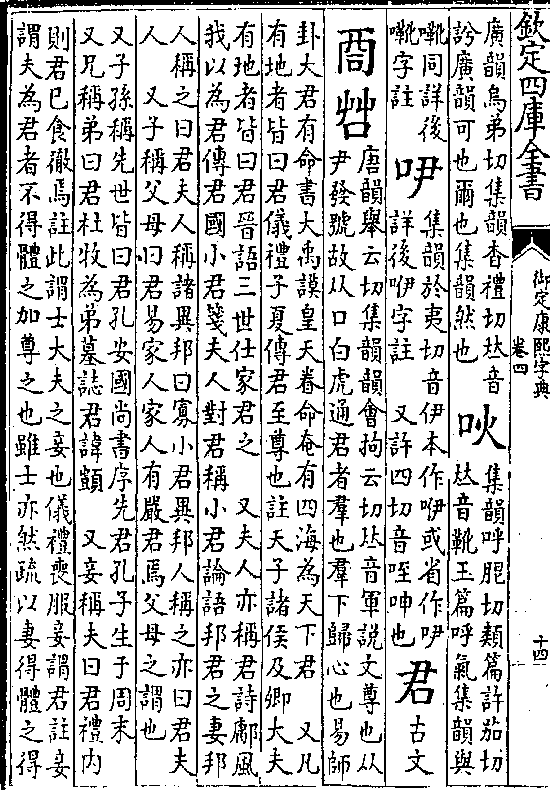 欽定四庫全書
御定康熙字典
卷四
十四
廣韻烏弟切集韻杳禮切𠀤音
訡廣韻可也爾也集韻然也
吙
集韻呼肥切類篇許茄切
𠀤音靴玉篇呼氣集韻與
同詳後
字註
吚
集韻於夷切音伊本作咿或省作吚
詳後咿字註 又許四切音咥呻也
君
古文
唐韻舉云切集韻韻會拘云切𠀤音軍說文尊也从
尹發號故从口白虎通君者羣也羣下歸心也易師
卦大君有命書大禹謨皇天眷命奄有四海為天下君 又凡
有地者皆曰君儀禮子夏傳君至尊也註天子諸侯及卿大夫
有地者皆曰君晉語三世仕家君之 又夫人亦稱君詩鄘風
我以為君傳君國小君箋夫人對君稱小君論語邦君之妻邦
人稱之曰君夫人稱諸異邦曰寡小君異邦人稱之亦曰君夫
人 又子稱父母曰君易家人家人有嚴君焉父母之謂也
又子孫稱先世皆曰君孔安國尚書序先君孔子生于周末
又兄稱弟曰君杜牧為弟墓誌君諱顗 又妾稱夫曰君禮內
則君已食徹焉註此謂士大夫之妾也儀禮喪服妾謂君註妾
謂夫為君者不得體之加尊之也雖士亦然疏以妻得體之得